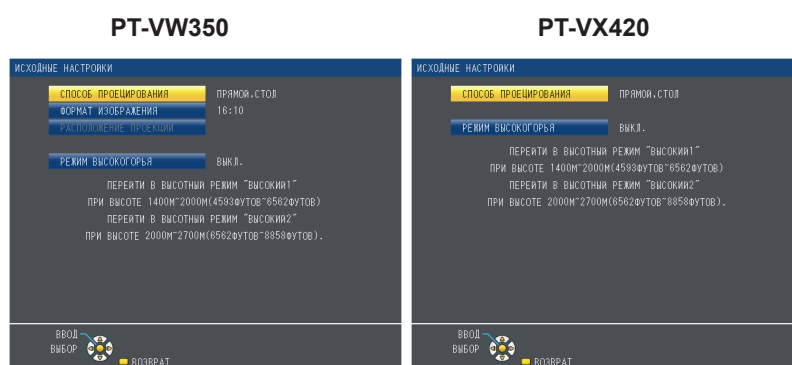 PT-VW350
ИСХОДНЫЕ НАСТРОЙКИ
СПОСОБ ПРОЕЦИРОВАНИЯ ПРЯМОЙ.СТОЛ
ФОРМАТ ИЗОБРАЖЕНИЯ 16:10
РАСПОЛОЖЕНИЕ ПРОЕКЦИИ
РЕЖИМ ВЫСОКОГОРЬЯ ВЫКЛ.
ПЕРЕЙТИ В ВЫСОТНЫЙ РЕЖИМ "ВЫСОКИЙ1"
ПРИ ВЫСОТЕ 1400М~2000М(4593ФУТОВ~6562ФУТОВ)
ПЕРЕЙТИ В ВЫСОТНЫЙ РЕЖИМ "ВЫСОКИЙ2"
ПРИ ВЫСОТЕ 2000М~2700М(6562ФУТОВ~8858ФУТОВ).
ВВОД
ВЫБОР
ВОЗВРАТ
PT-VX420
ИСХОДНЫЕ НАСТРОЙКИ
СПОСОБ ПРОЕЦИРОВАНИЯ ПРЯМОЙ.СТОЛ
РЕЖИМ ВЫСОКОГОРЬЯ ВЫКЛ.
ПЕРЕЙТИ В ВЫСОТНЫЙ РЕЖИМ "ВЫСОКИЙ1"
ПРИ ВЫСОТЕ 1400М~2000М(4593ФУТОВ~6562ФУТОВ)
ПЕРЕЙТИ В ВЫСОТНЫЙ РЕЖИМ "ВЫСОКИЙ2"
ПРИ ВЫСОТЕ 2000М~2700М(6562ФУТОВ~8858ФУТОВ).
ВВОД
ВЫБОР
ВОЗВРАТ